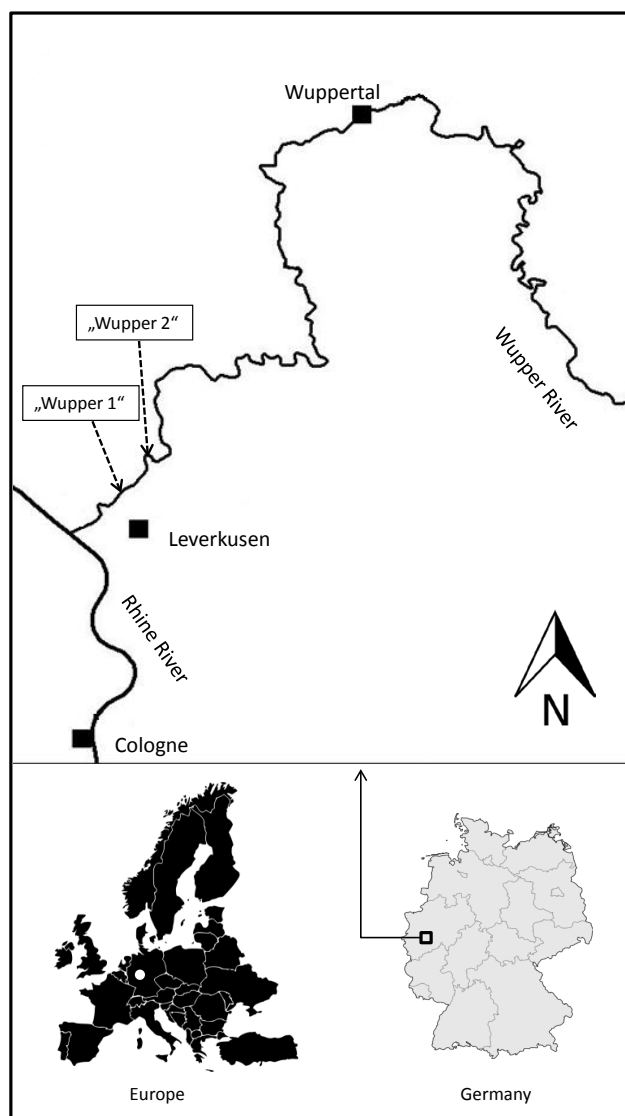 Wuppertal
„Wupper 2“
„Wupper 1“
Wupper River
Leverkusen
Rhine River
N
Cologne
Europe
Germany